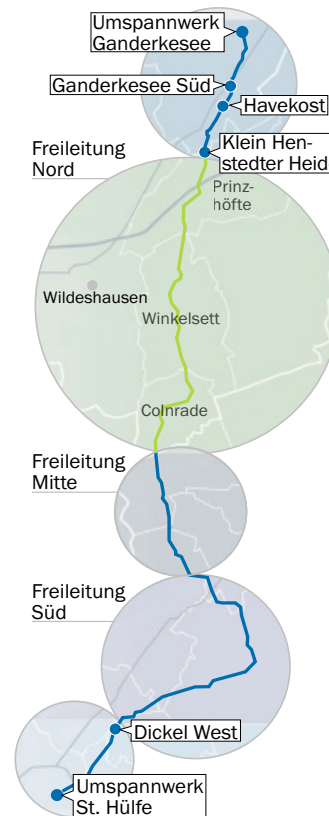 Umspannwerk
Ganderkesee
Ganderkesee Süd
Havekost
Klein Hen-
stedter Heid
Freileitung
Nord
Prinz-
höfte
Wildeshausen
Winkelsett
Colnrade
Freileitung
Mitte
Freileitung
Süd
Dickel West
Umspannwerk
St. Hülfe